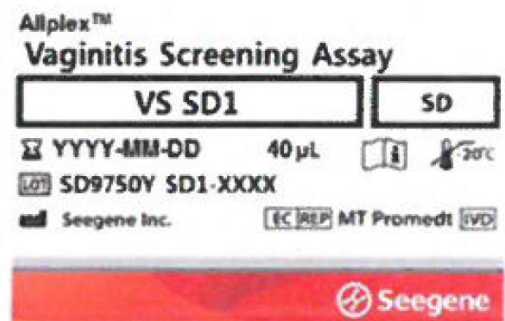 Allplex™
Vaginitis Screening Assay
VS SD1 SD
YYYY-MM-DD 40 µL -20℃
LOT SD9750Y SD1-XXXX
Seegene Inc. EC REP MT Promedt IVD
Seegene